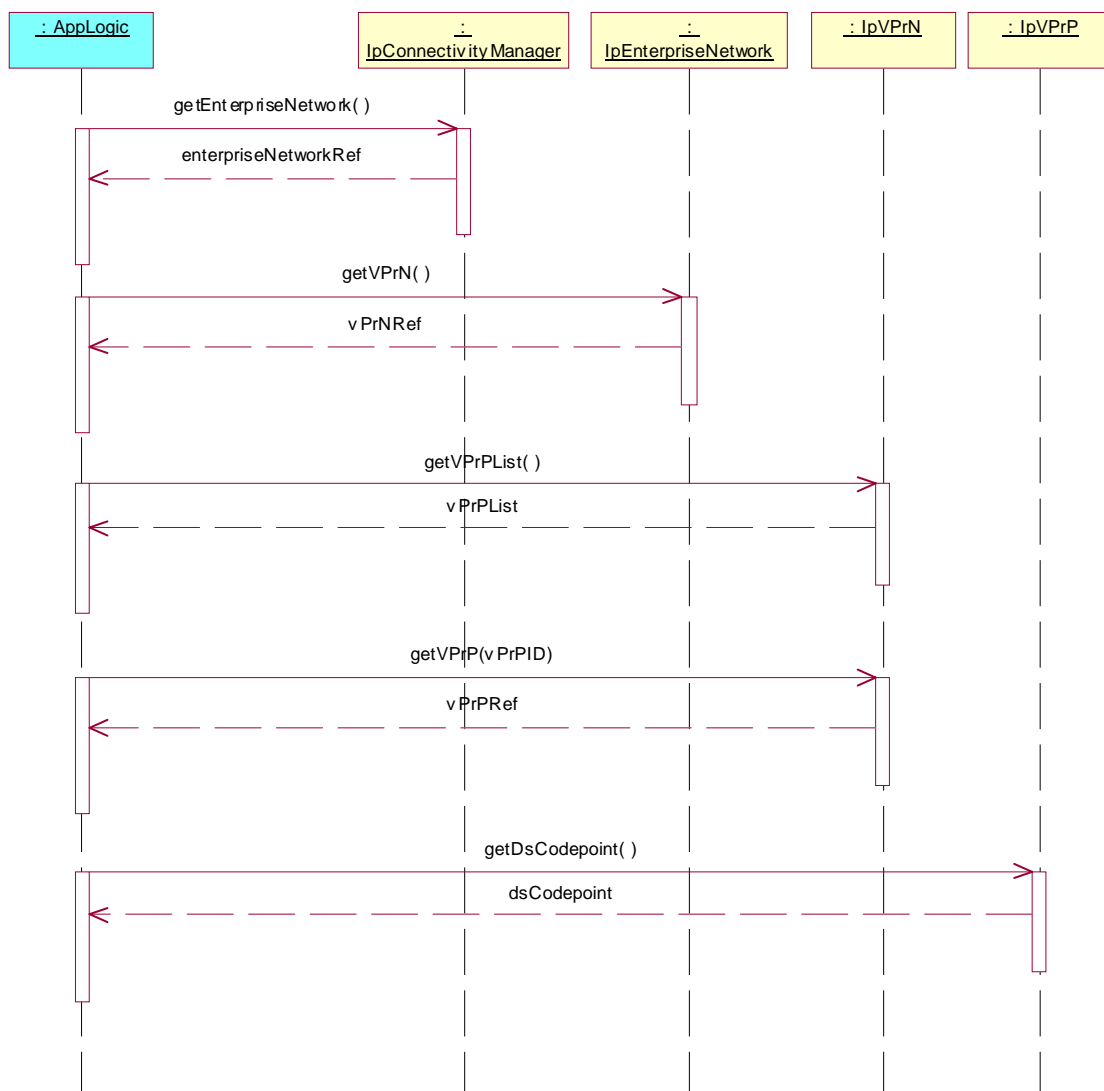 : AppLogic
:
IpConnectivityManager
:
IpEnterpriseNetwork
: IpVPrN
: IpVPrP
getEnterpriseNetwork( )
enterpriseNetworkRef
getVPrN( )
vPrNRef
getVPrPList( )
vPrPList
getVPrP(vPrPID)
vPrPRef
getDsCodepoint( )
dsCodepoint